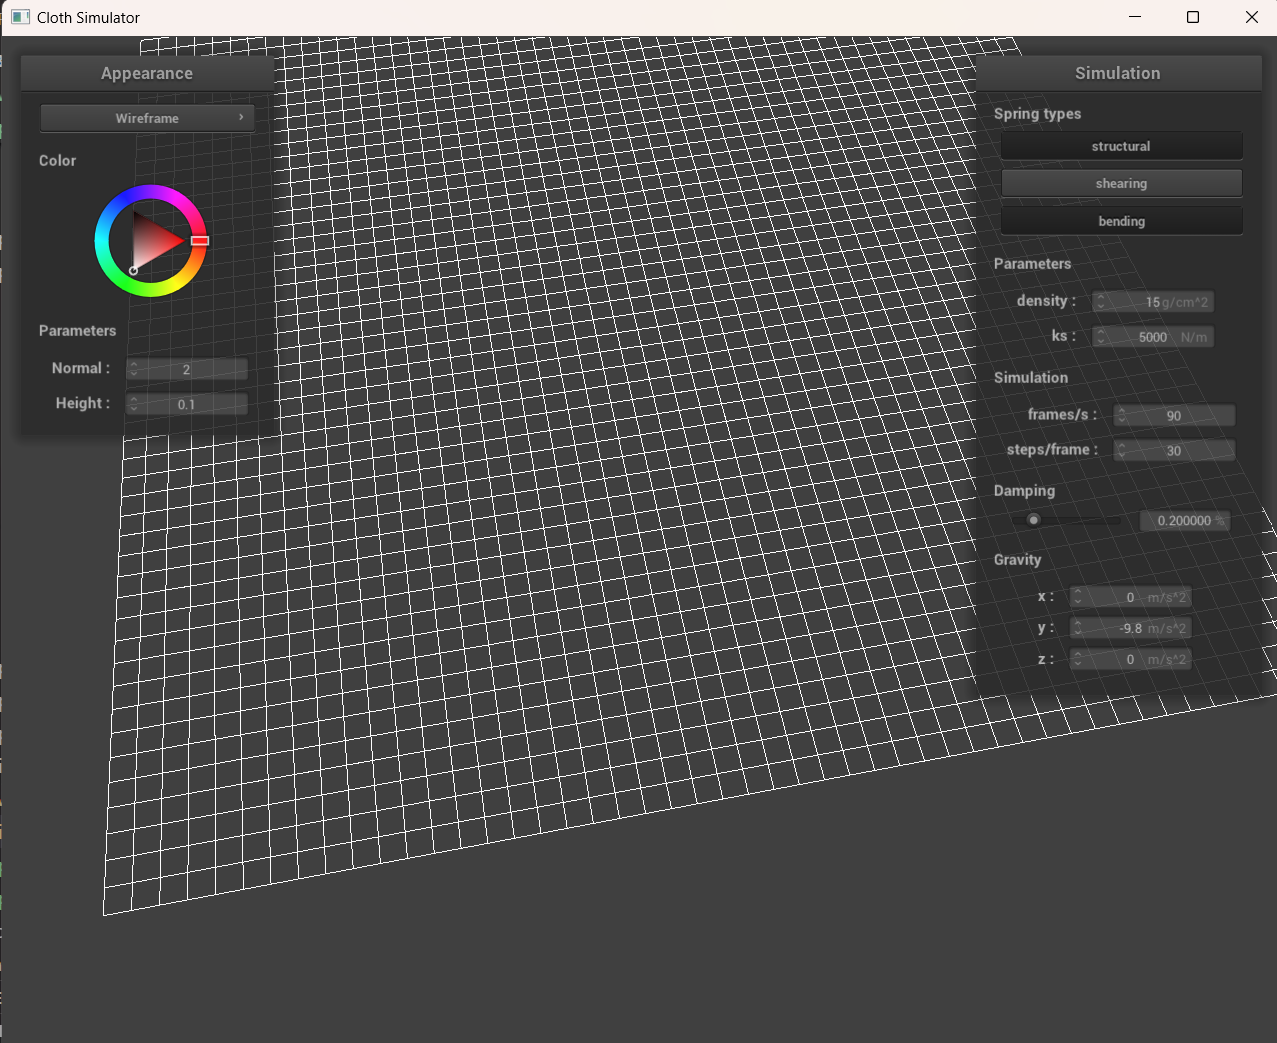 Cloth Simulator
Appearance
Wireframe
Color
Parameters
Normal : 2
Height : 0.1
Simulation
Spring types
structural
shearing
bending
Parameters
density : 15 g/cm^2
ks : 5000 N/m
Simulation
frames/s : 90
steps/frame : 30
Damping
0.200000 %
Gravity
x : 0 m/s^2
y : -9.8 m/s^2
z : 0 m/s^2